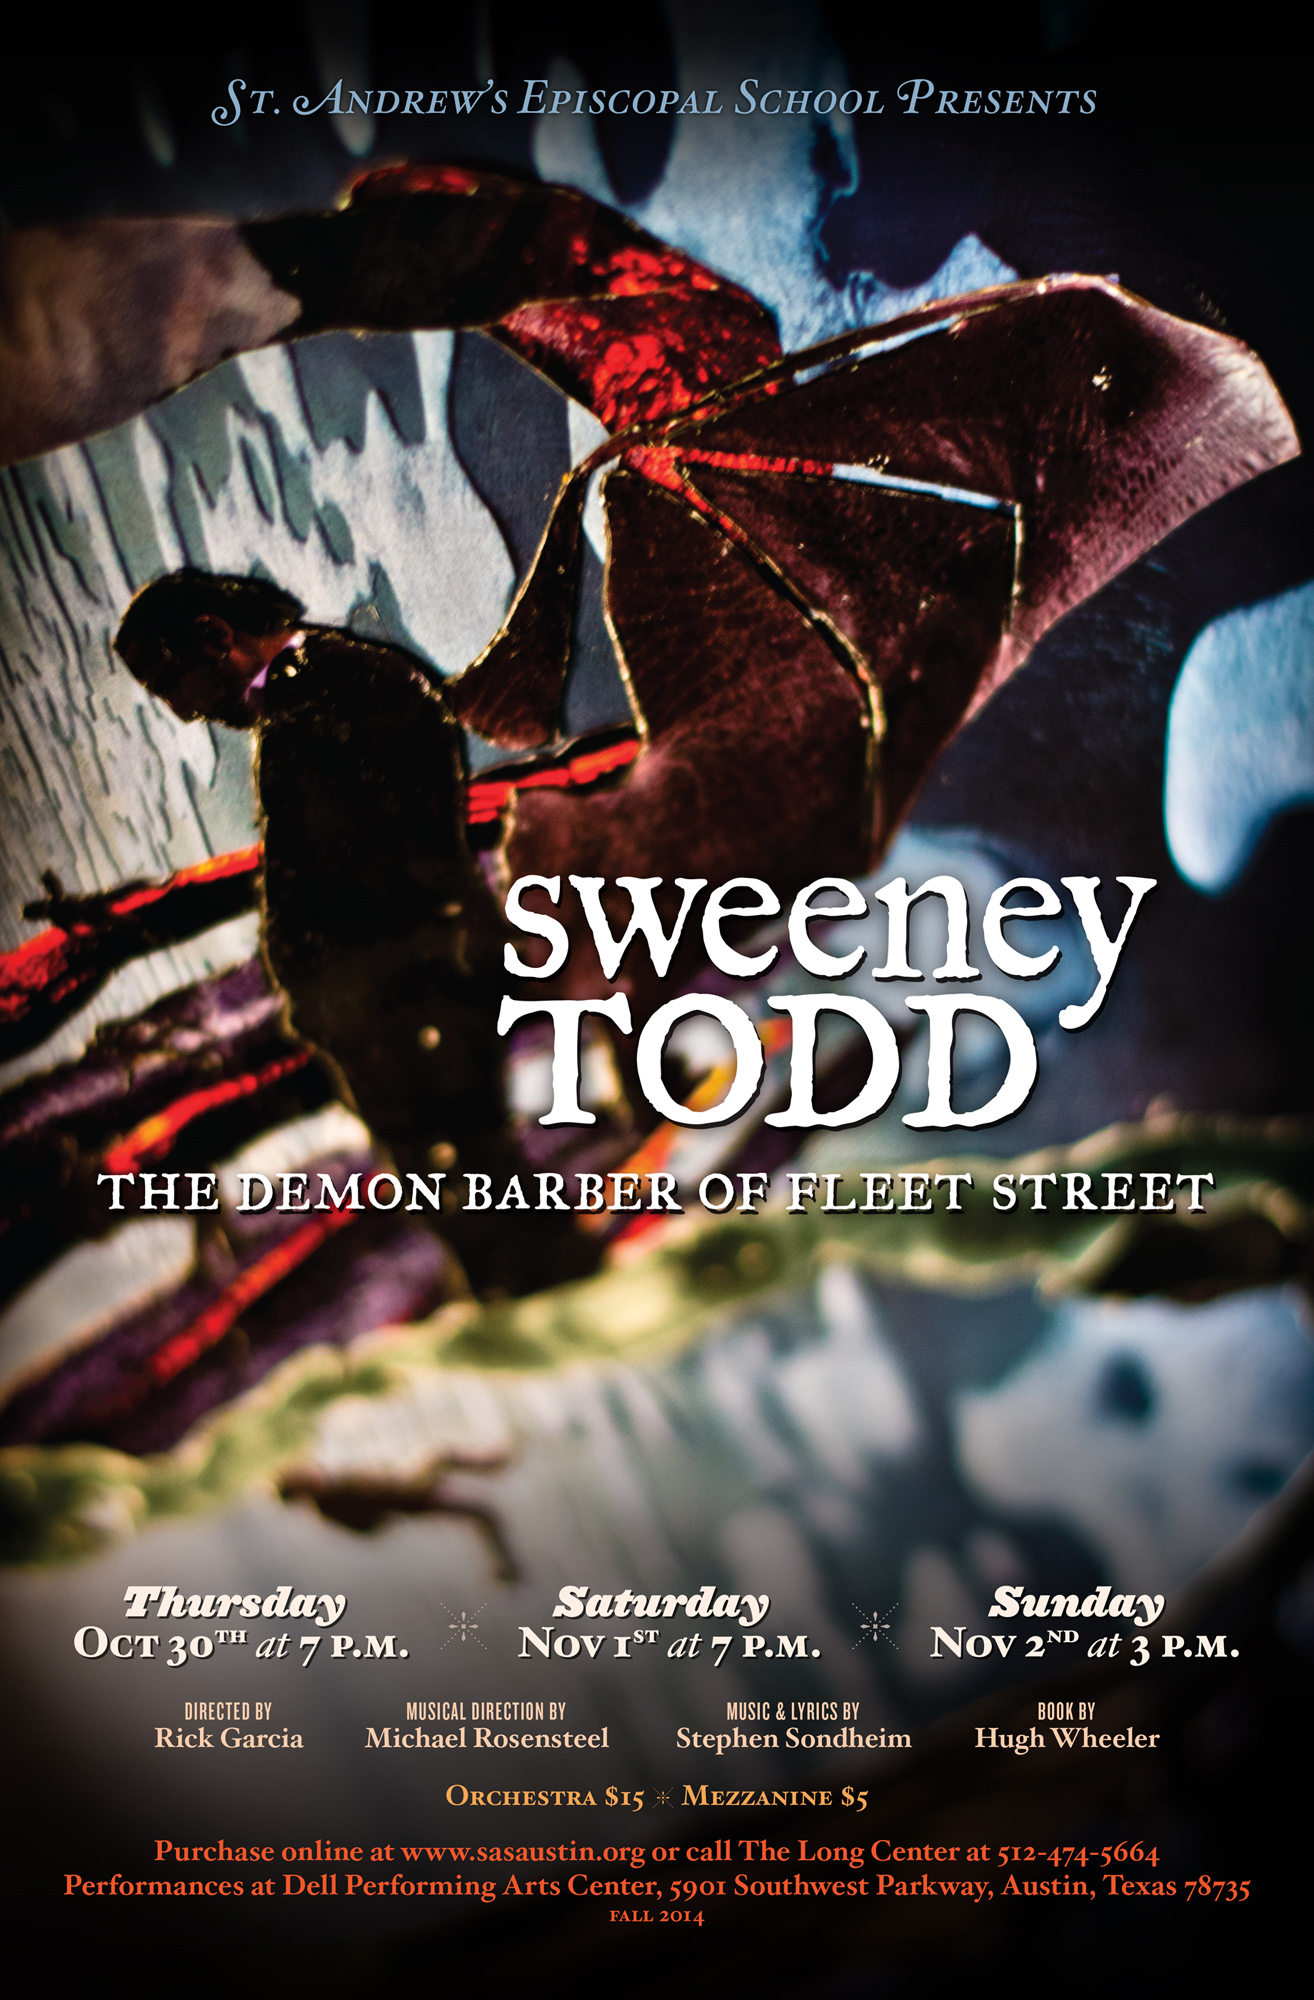 St. Andrew's Episcopal School Presents
sweeney
TODD
THE DEMON BARBER OF FLEET STREET
Thursday
Oct 30TH at 7 P.M.
Saturday
Nov 1ST at 7 P.M.
Sunday
Nov 2ND at 3 P.M.
DIRECTED BY
Rick Garcia
MUSICAL DIRECTION BY
Michael Rosensteel
MUSIC & LYRICS BY
Stephen Sondheim
BOOK BY
Hugh Wheeler
Orchestra $15 Mezzanine $5
Purchase online at www.sasaustin.org or call The Long Center at 512-474-5664
Performances at Dell Performing Arts Center, 5901 Southwest Parkway, Austin, Texas 78735
FALL 2014